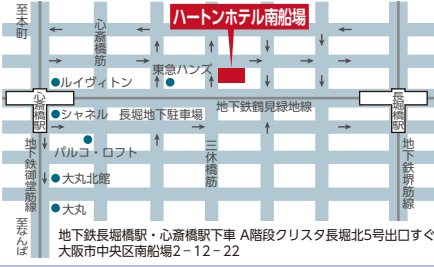 至本町
心斎橋筋
ハートンホテル南船場
東急ハンズ
ルイヴィトン
心斎橋駅
地下鉄鶴見緑地線
長堀橋駅
シャネル
長堀地下駐車場
パルコ・ロフト
三休橋筋
地下鉄御堂筋線
地下鉄堺筋線
大丸北館
大丸
至なんば
地下鉄長堀橋駅・心斎橋駅下車 A階段クリスタ長堀北5号出口すぐ
大阪市中央区南船場2-12-22